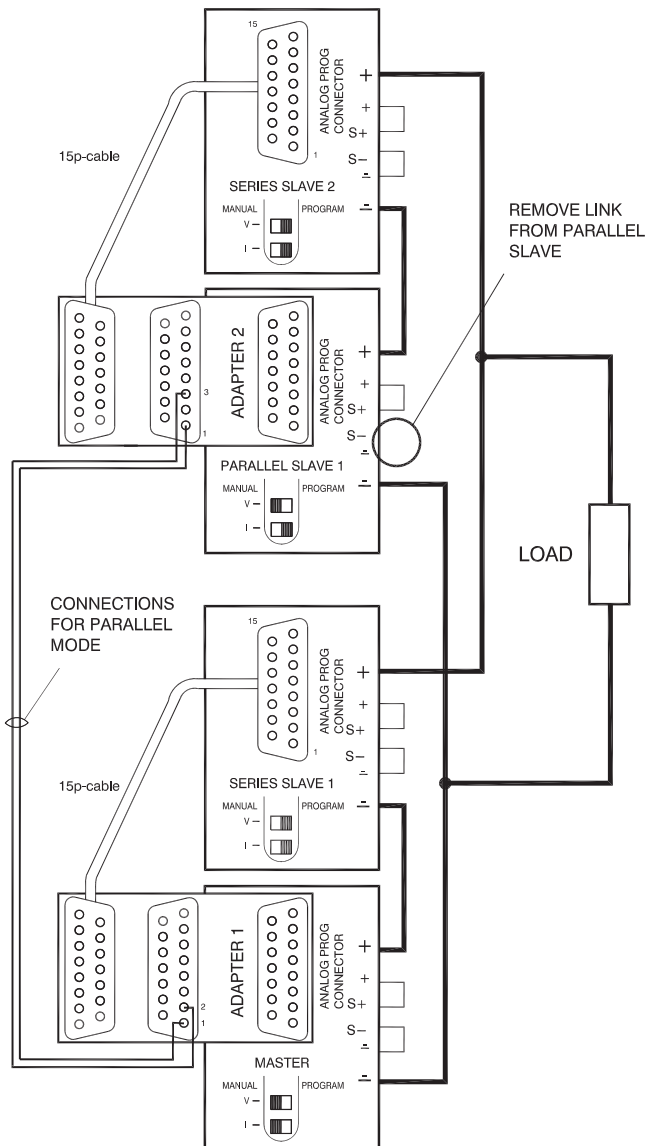 15
ANALOG PROG
CONNECTOR
+
+
S+
S−
−
−
1
15p-cable
SERIES SLAVE 2
MANUAL
PROGRAM
V −
I −
REMOVE LINK
FROM PARALLEL
SLAVE
ADAPTER 2
3
1
ANALOG PROG
CONNECTOR
+
+
S+
S−
−
−
PARALLEL SLAVE 1
MANUAL
PROGRAM
V −
I −
LOAD
CONNECTIONS
FOR PARALLEL
MODE
15
ANALOG PROG
CONNECTOR
+
+
S+
S−
−
−
1
15p-cable
SERIES SLAVE 1
MANUAL
PROGRAM
V −
I −
ADAPTER 1
2
1
ANALOG PROG
CONNECTOR
+
+
S+
S−
−
−
MASTER
MANUAL
PROGRAM
V −
I −